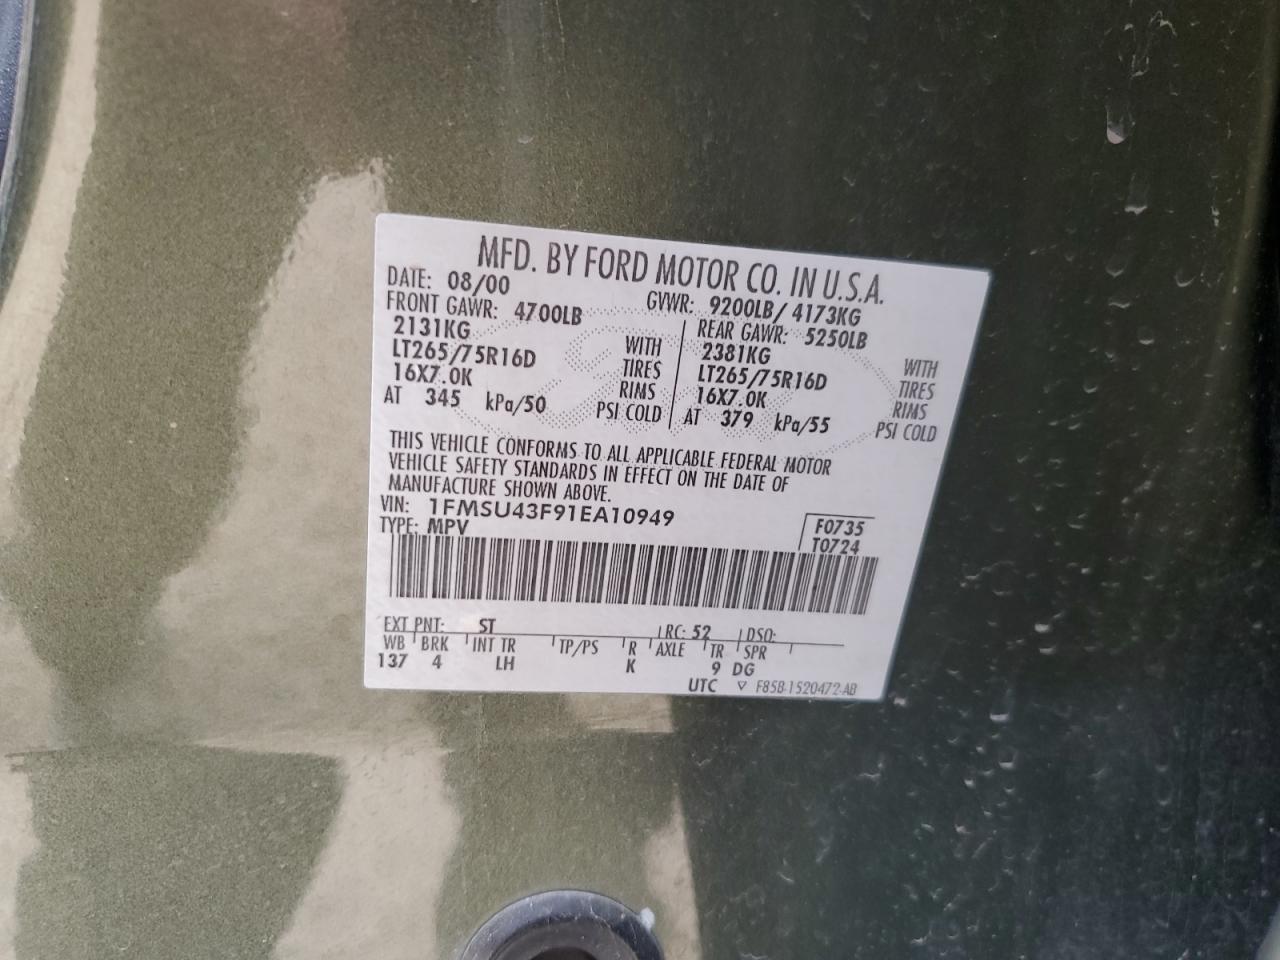 MFD. BY FORD MOTOR CO. IN U.S.A.
DATE: 08/00 GVWR: 9200LB/ 4173KG
FRONT GAWR: 4700LB REAR GAWR: 5250LB
2131KG WITH 2381KG WITH
LT265/75R16D TIRES LT265/75R16D TIRES
16X7.0K RIMS 16X7.0K RIMS
AT 345 kPa/50 PSI COLD AT 379 kPa/55 PSI COLD
THIS VEHICLE CONFORMS TO ALL APPLICABLE FEDERAL MOTOR
VEHICLE SAFETY STANDARDS IN EFFECT ON THE DATE OF
MANUFACTURE SHOWN ABOVE.
VIN: 1FMSU43F91EA10949
TYPE: MPV F0735
T0724
EXT PNT: ST RC: 52 DSO:
WB BRK INT TR TP/PS R AXLE TR SPR
137 4 LH K 9 DG
UTC ▽ F85B-1520472-AB